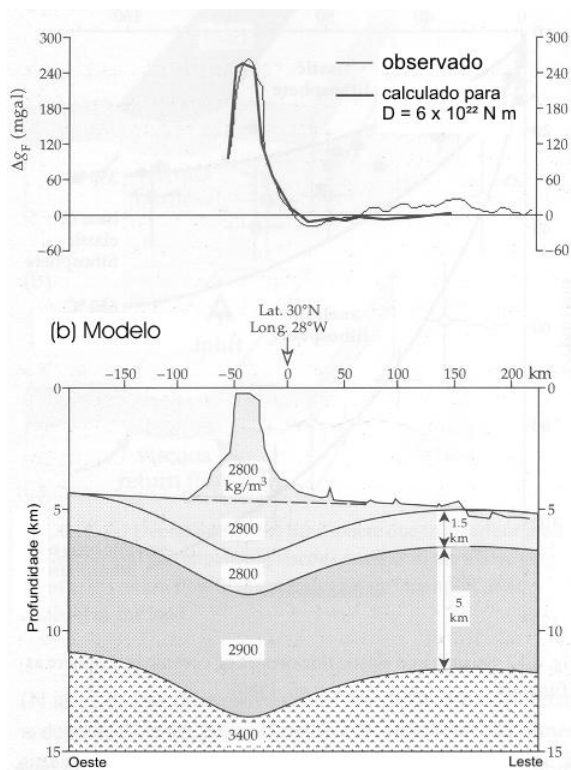 300
240
180
120
60
0
−60
Δg_F (mgal)
observado
calculado para
D = 6 x 10²² N m
300
240
180
120
60
0
−60
Lat. 30°N
Long. 28°W
(b) Modelo
−150 −100 −50 0 50 100 150 200 km
0
5
10
15
Profundidade (km)
0
5
10
15
2800
kg/m³
2800
2800
2900
3400
1.5
km
5
km
Oeste
Leste